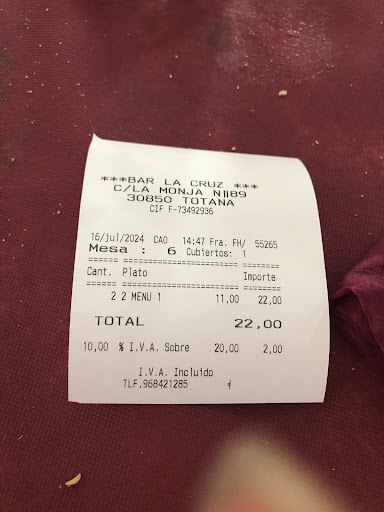 ***BAR LA CRUZ ***
C/LA MONJA Nº89
30850 TOTANA
CIF F-73492936
16/jul/2024 CAO 14:47 Fra. FH/ 55265
Mesa : 6 Cubiertos: 1
Cant. Plato Importe
2 2 MENU 1 11,00 22,00
TOTAL 22,00
10,00 % I.V.A. Sobre 20,00 2,00
I.V.A. Incluido
TLF.968421285